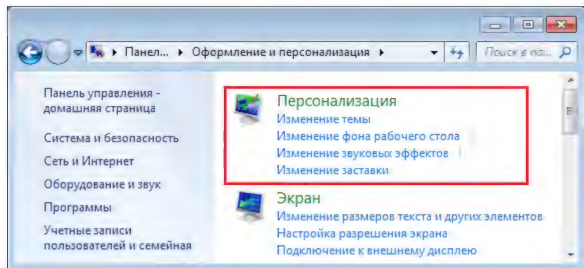 Панел... Оформление и персонализация
Поиск в па...
Панель управления -
домашняя страница
Система и безопасность
Сеть и Интернет
Оборудование и звук
Программы
Учетные записи
пользователей и семейная
Персонализация
Изменение темы
Изменение фона рабочего стола
Изменение звуковых эффектов
Изменение заставки
Экран
Изменение размеров текста и других элементов
Настройка разрешения экрана
Подключение к внешнему дисплею